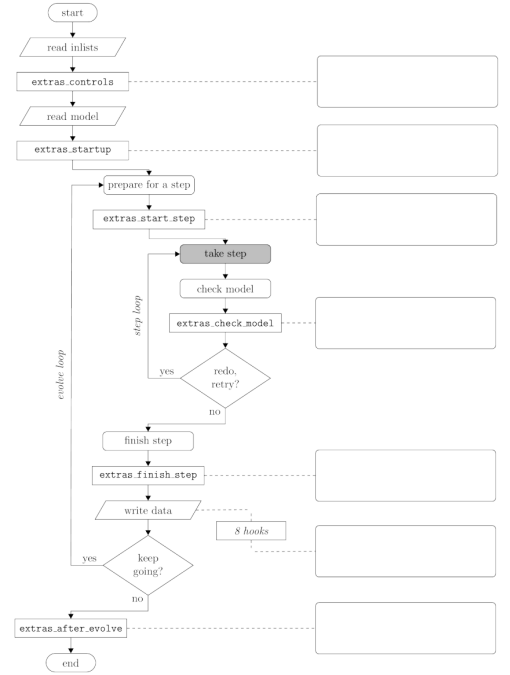 start
read inlists
extras_controls
read model
extras_startup
prepare for a step
extras_start_step
take step
check model
extras_check_model
step loop
evolve loop
yes
redo,
retry?
no
finish step
extras_finish_step
write data
8 hooks
yes
keep
going?
no
extras_after_evolve
end